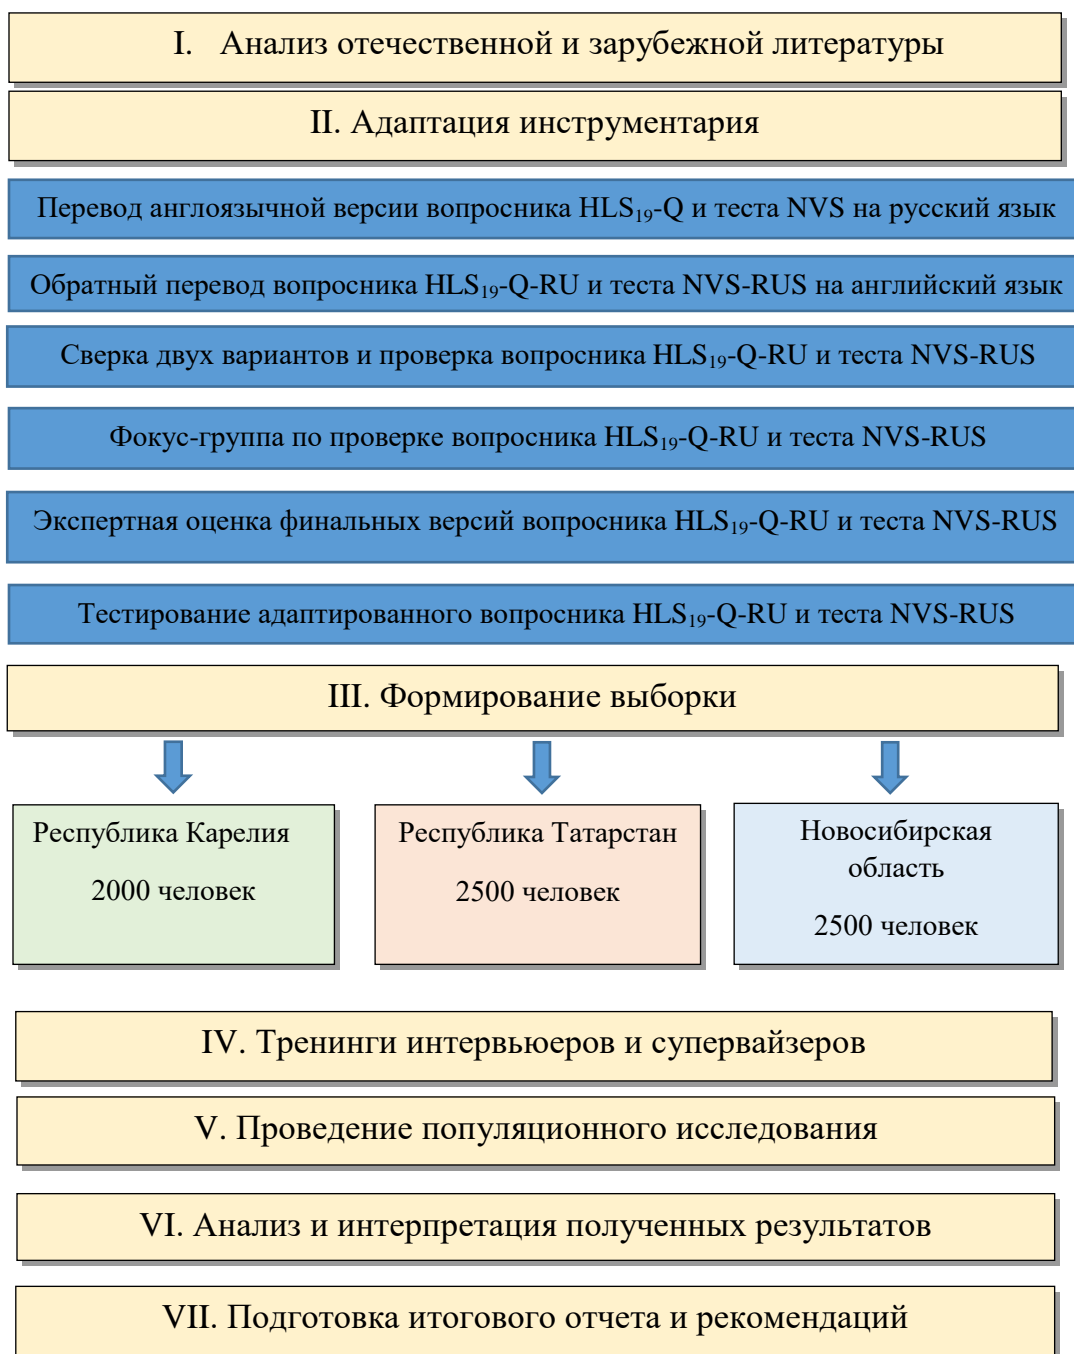 I. Анализ отечественной и зарубежной литературы
II. Адаптация инструментария
Перевод англоязычной версии вопросника HLS₁₉-Q и теста NVS на русский язык
Обратный перевод вопросника HLS₁₉-Q-RU и теста NVS-RUS на английский язык
Сверка двух вариантов и проверка вопросника HLS₁₉-Q-RU и теста NVS-RUS
Фокус-группа по проверке вопросника HLS₁₉-Q-RU и теста NVS-RUS
Экспертная оценка финальных версий вопросника HLS₁₉-Q-RU и теста NVS-RUS
Тестирование адаптированного вопросника HLS₁₉-Q-RU и теста NVS-RUS
III. Формирование выборки
Республика Карелия
2000 человек
Республика Татарстан
2500 человек
Новосибирская
область
2500 человек
IV. Тренинги интервьюеров и супервайзеров
V. Проведение популяционного исследования
VI. Анализ и интерпретация полученных результатов
VII. Подготовка итогового отчета и рекомендаций